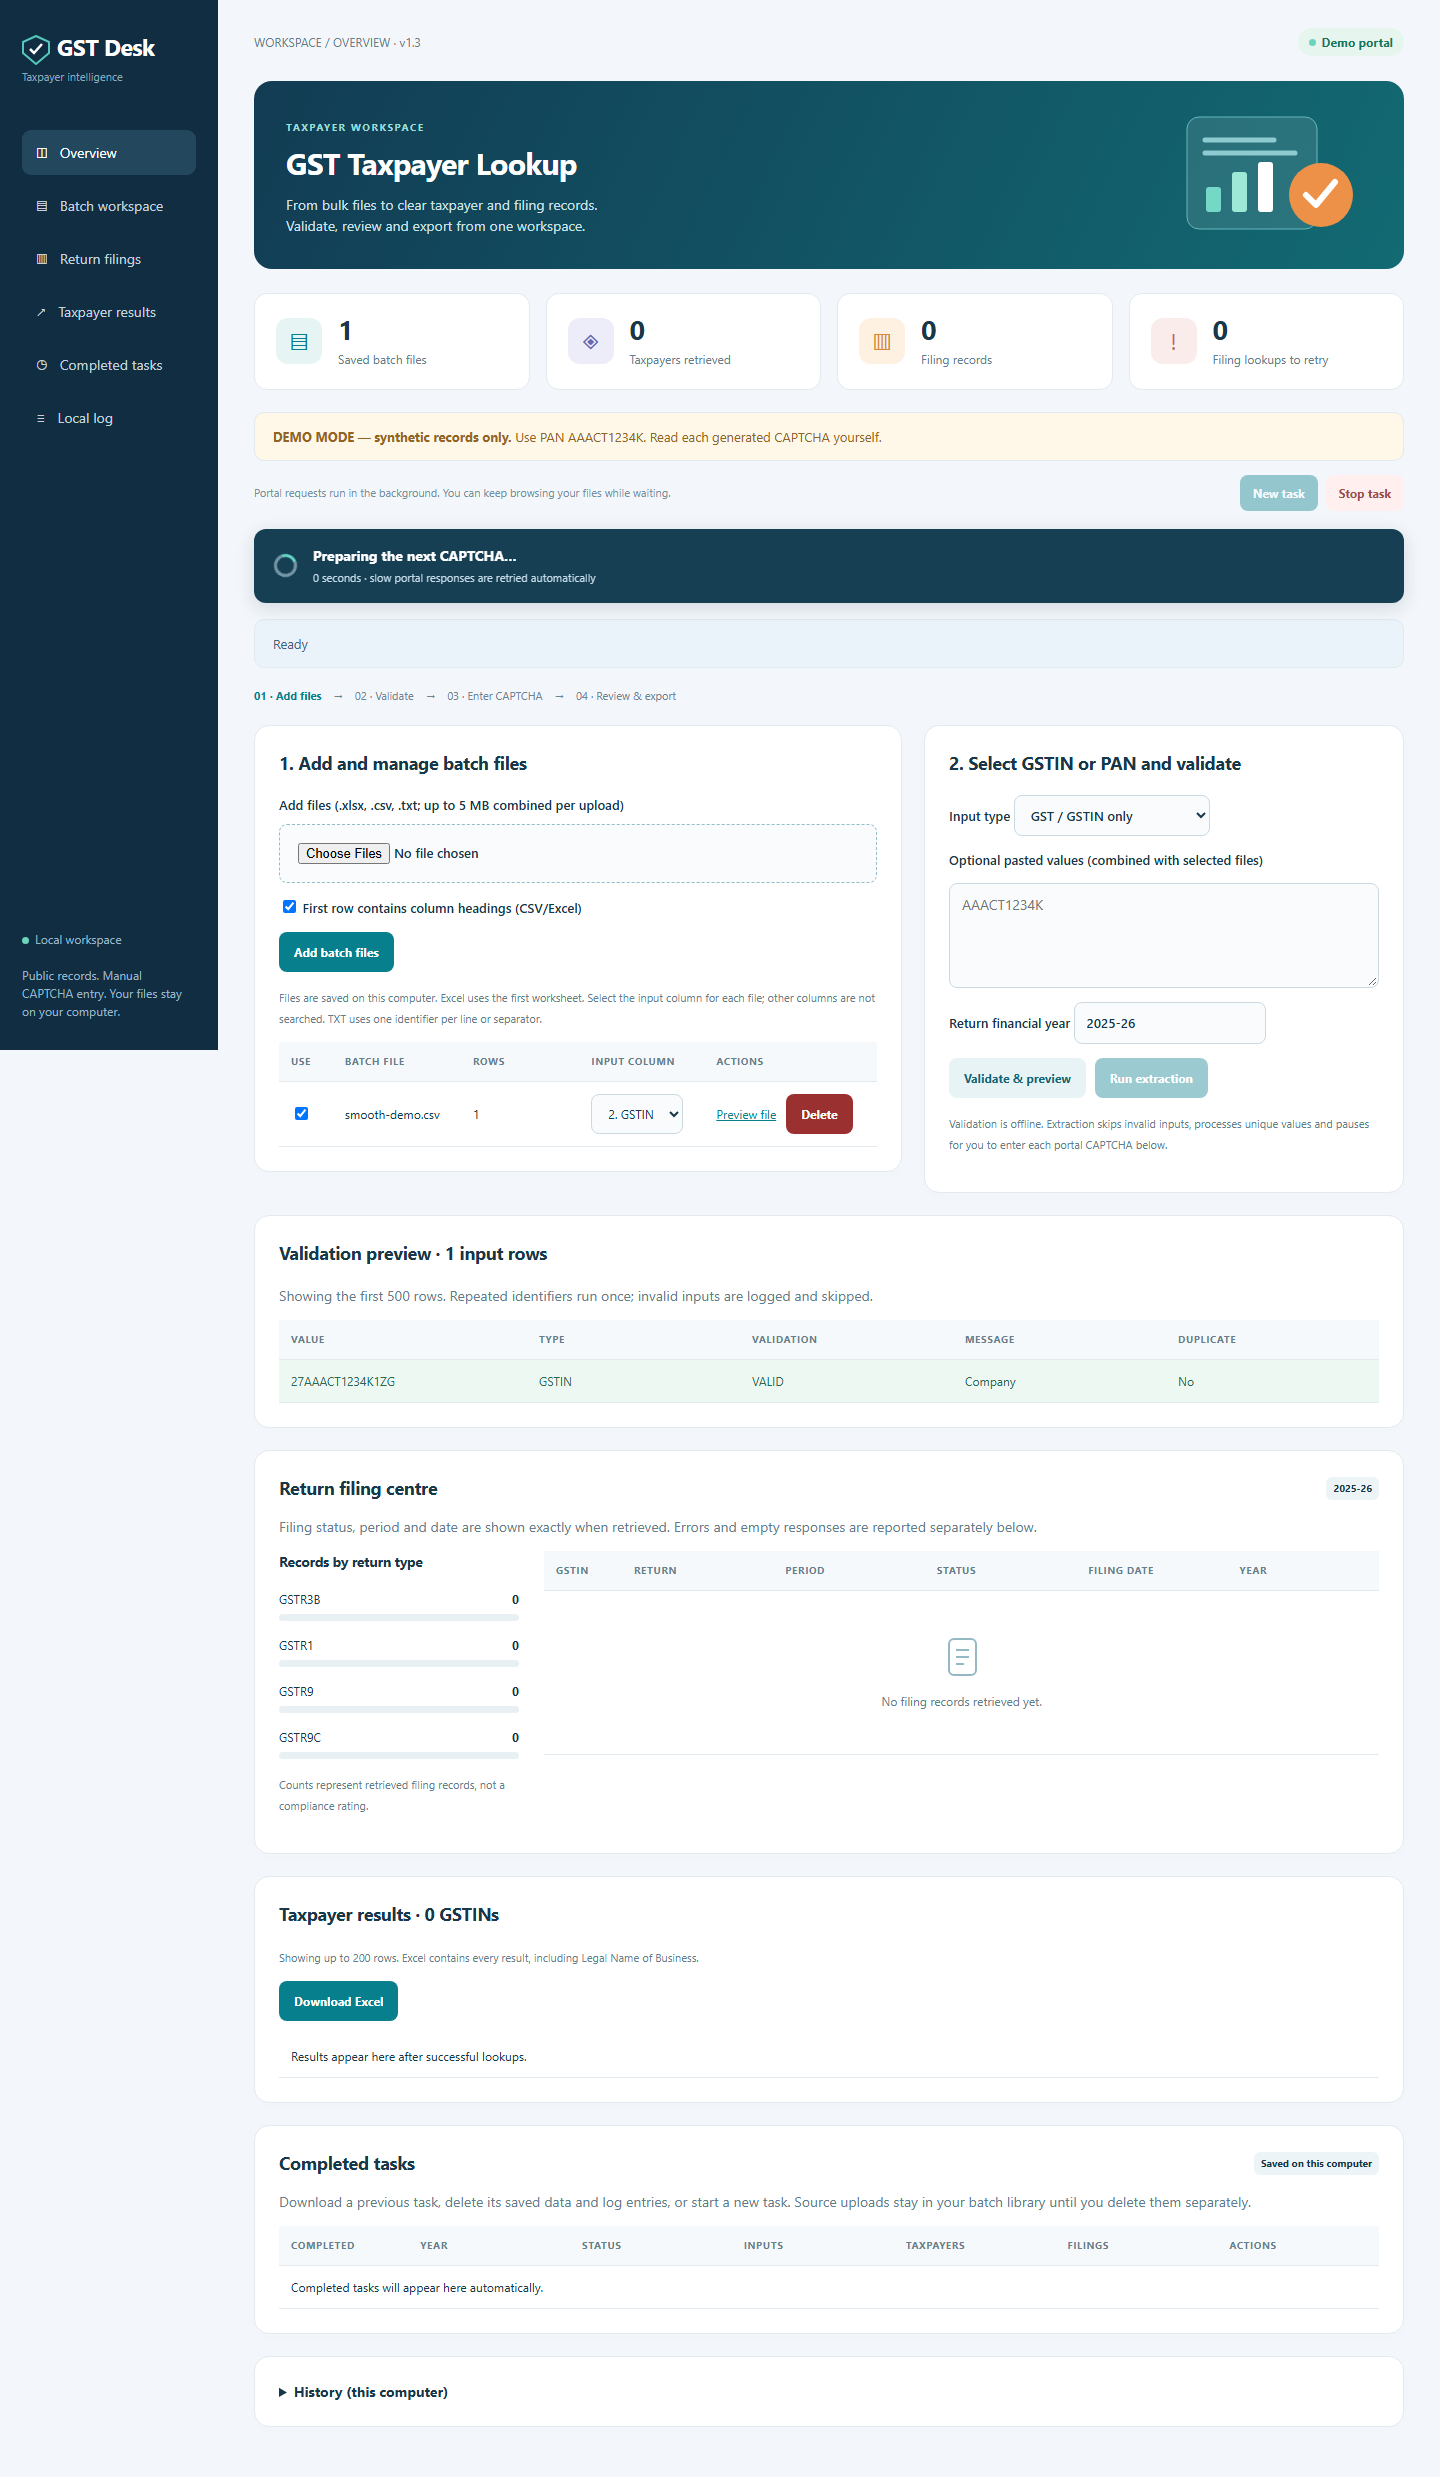 GST Desk
Taxpayer intelligence
Overview
Batch workspace
Return filings
Taxpayer results
Completed tasks
Local log
Local workspace
Public records. Manual
CAPTCHA entry. Your files stay
on your computer.
WORKSPACE / OVERVIEW · v1.3
Demo portal
TAXPAYER WORKSPACE
GST Taxpayer Lookup
From bulk files to clear taxpayer and filing records.
Validate, review and export from one workspace.
1
Saved batch files
0
Taxpayers retrieved
0
Filing records
!
0
Filing lookups to retry
DEMO MODE — synthetic records only. Use PAN AAACT1234K. Read each generated CAPTCHA yourself.
Portal requests run in the background. You can keep browsing your files while waiting.
New task
Stop task
Preparing the next CAPTCHA...
0 seconds · slow portal responses are retried automatically
Ready
01 · Add files → 02 · Validate → 03 · Enter CAPTCHA → 04 · Review & export
1. Add and manage batch files
Add files (.xlsx, .csv, .txt; up to 5 MB combined per upload)
Choose Files No file chosen
First row contains column headings (CSV/Excel)
Add batch files
Files are saved on this computer. Excel uses the first worksheet. Select the input column for each file; other columns are not
searched. TXT uses one identifier per line or separator.
USE BATCH FILE ROWS INPUT COLUMN ACTIONS
smooth-demo.csv 1 2. GSTIN Preview file Delete
2. Select GSTIN or PAN and validate
Input type GST / GSTIN only
Optional pasted values (combined with selected files)
AAACT1234K
Return financial year 2025-26
Validate & preview Run extraction
Validation is offline. Extraction skips invalid inputs, processes unique values and pauses
for you to enter each portal CAPTCHA below.
Validation preview · 1 input rows
Showing the first 500 rows. Repeated identifiers run once; invalid inputs are logged and skipped.
VALUE TYPE VALIDATION MESSAGE DUPLICATE
27AAACT1234K1ZG GSTIN VALID Company No
Return filing centre
2025-26
Filing status, period and date are shown exactly when retrieved. Errors and empty responses are reported separately below.
Records by return type
GSTR3B 0
GSTR1 0
GSTR9 0
GSTR9C 0
Counts represent retrieved filing records, not a
compliance rating.
GSTIN RETURN PERIOD STATUS FILING DATE YEAR
No filing records retrieved yet.
Taxpayer results · 0 GSTINs
Showing up to 200 rows. Excel contains every result, including Legal Name of Business.
Download Excel
Results appear here after successful lookups.
Completed tasks
Saved on this computer
Download a previous task, delete its saved data and log entries, or start a new task. Source uploads stay in your batch library until you delete them separately.
COMPLETED YEAR STATUS INPUTS TAXPAYERS FILINGS ACTIONS
Completed tasks will appear here automatically.
History (this computer)